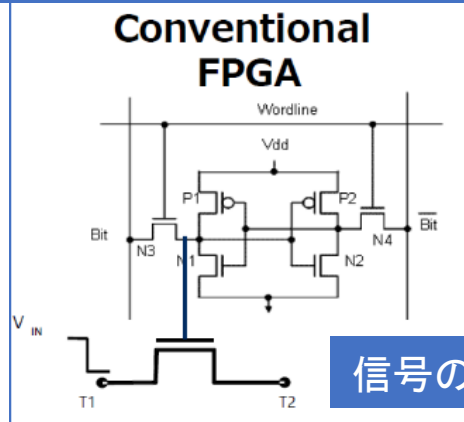 Conventional
FPGA
Wordline
Vdd
P1
P2
Bit
N3
N1
N2
N4
Bit
V IN
T1
T2
信号の